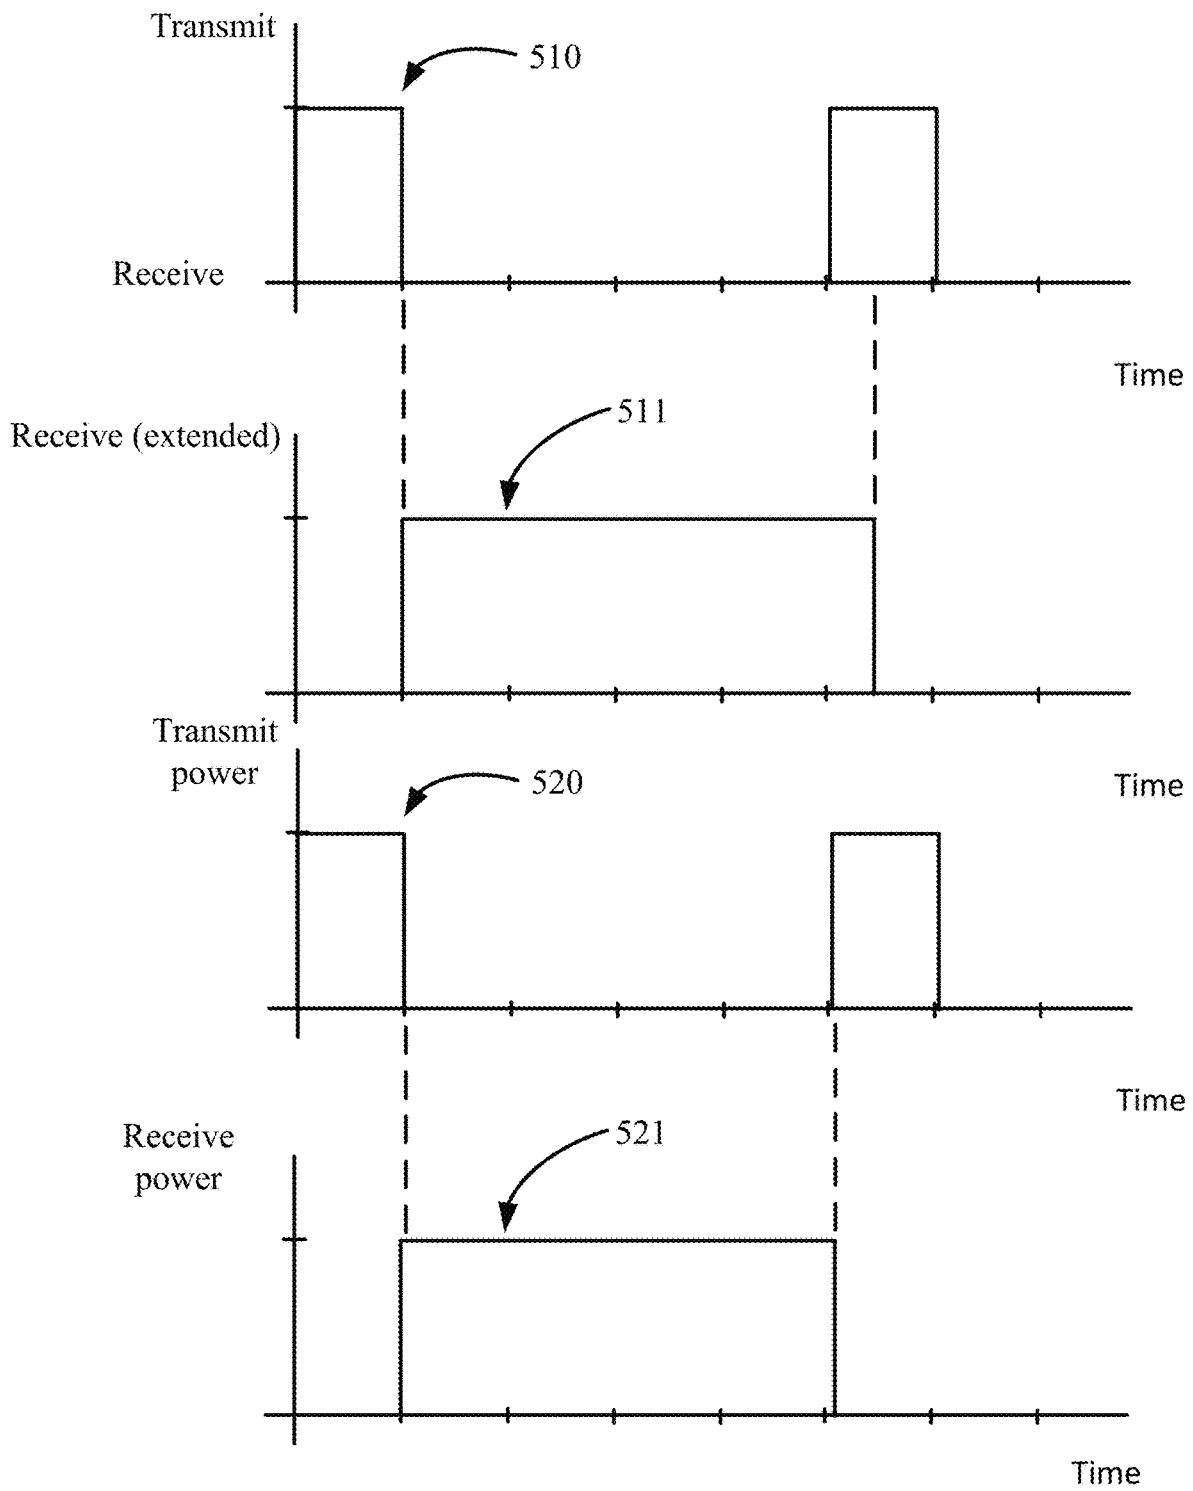 Transmit
510
Receive
Time
511
Receive (extended)
Transmit
power
520
Time
Time
521
Receive
power
Time